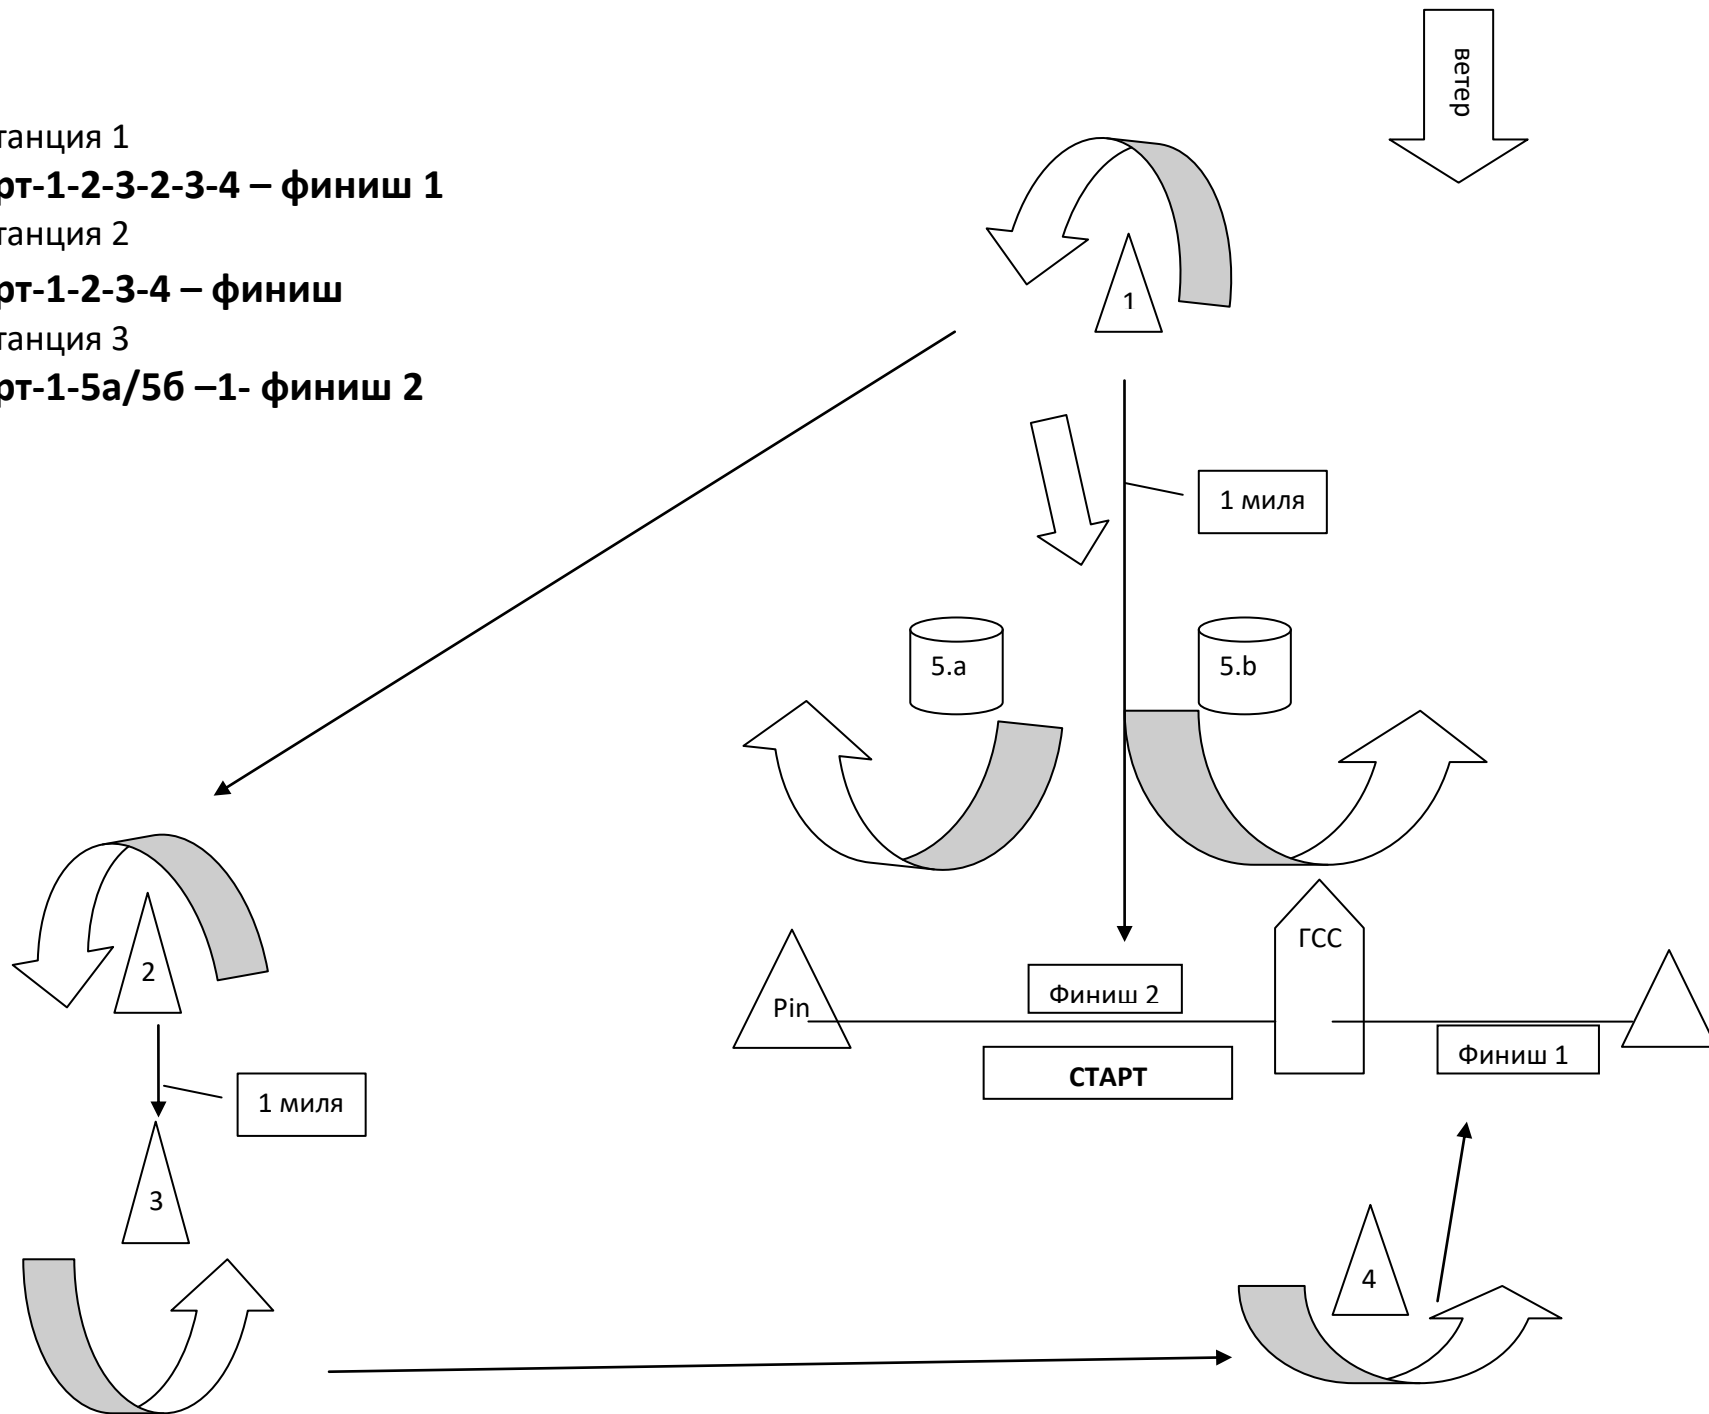 танция 1
рт-1-2-3-2-3-4 – финиш 1
танция 2
рт-1-2-3-4 – финиш
танция 3
рт-1-5а/5б –1- финиш 2
ветер
1
1 миля
5.a
5.b
2
ГСС
Pin
Финиш 2
Финиш 1
СТАРТ
1 миля
3
4